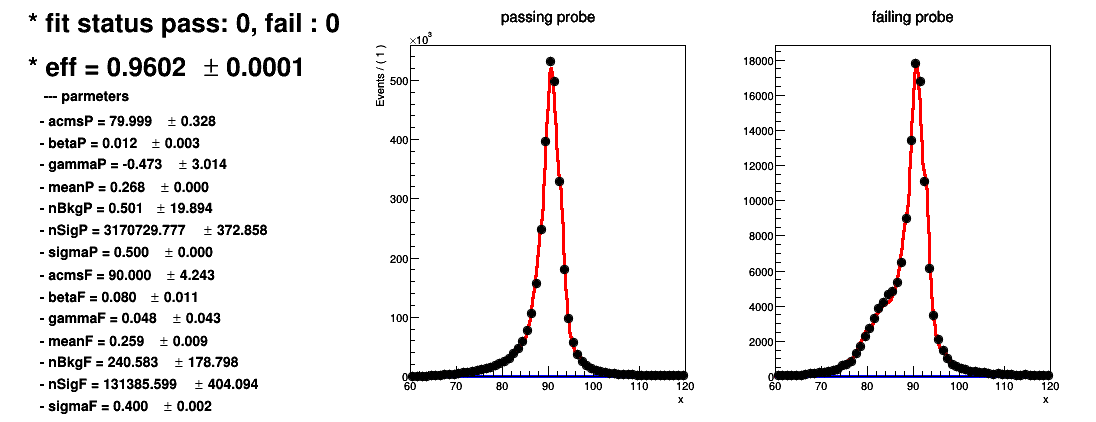 * fit status pass: 0, fail : 0
* eff = 0.9602 ± 0.0001
--- parmeters
- acmsP = 79.999 ± 0.328
- betaP = 0.012 ± 0.003
- gammaP = -0.473 ± 3.014
- meanP = 0.268 ± 0.000
- nBkgP = 0.501 ± 19.894
- nSigP = 3170729.777 ± 372.858
- sigmaP = 0.500 ± 0.000
- acmsF = 90.000 ± 4.243
- betaF = 0.080 ± 0.011
- gammaF = 0.048 ± 0.043
- meanF = 0.259 ± 0.009
- nBkgF = 240.583 ± 178.798
- nSigF = 131385.599 ± 404.094
- sigmaF = 0.400 ± 0.002
passing probe
×10³
Events / ( 1 )
500
400
300
200
100
0
60 70 80 90 100 110 120
x
failing probe
18000
16000
14000
12000
10000
8000
6000
4000
2000
0
60 70 80 90 100 110 120
x